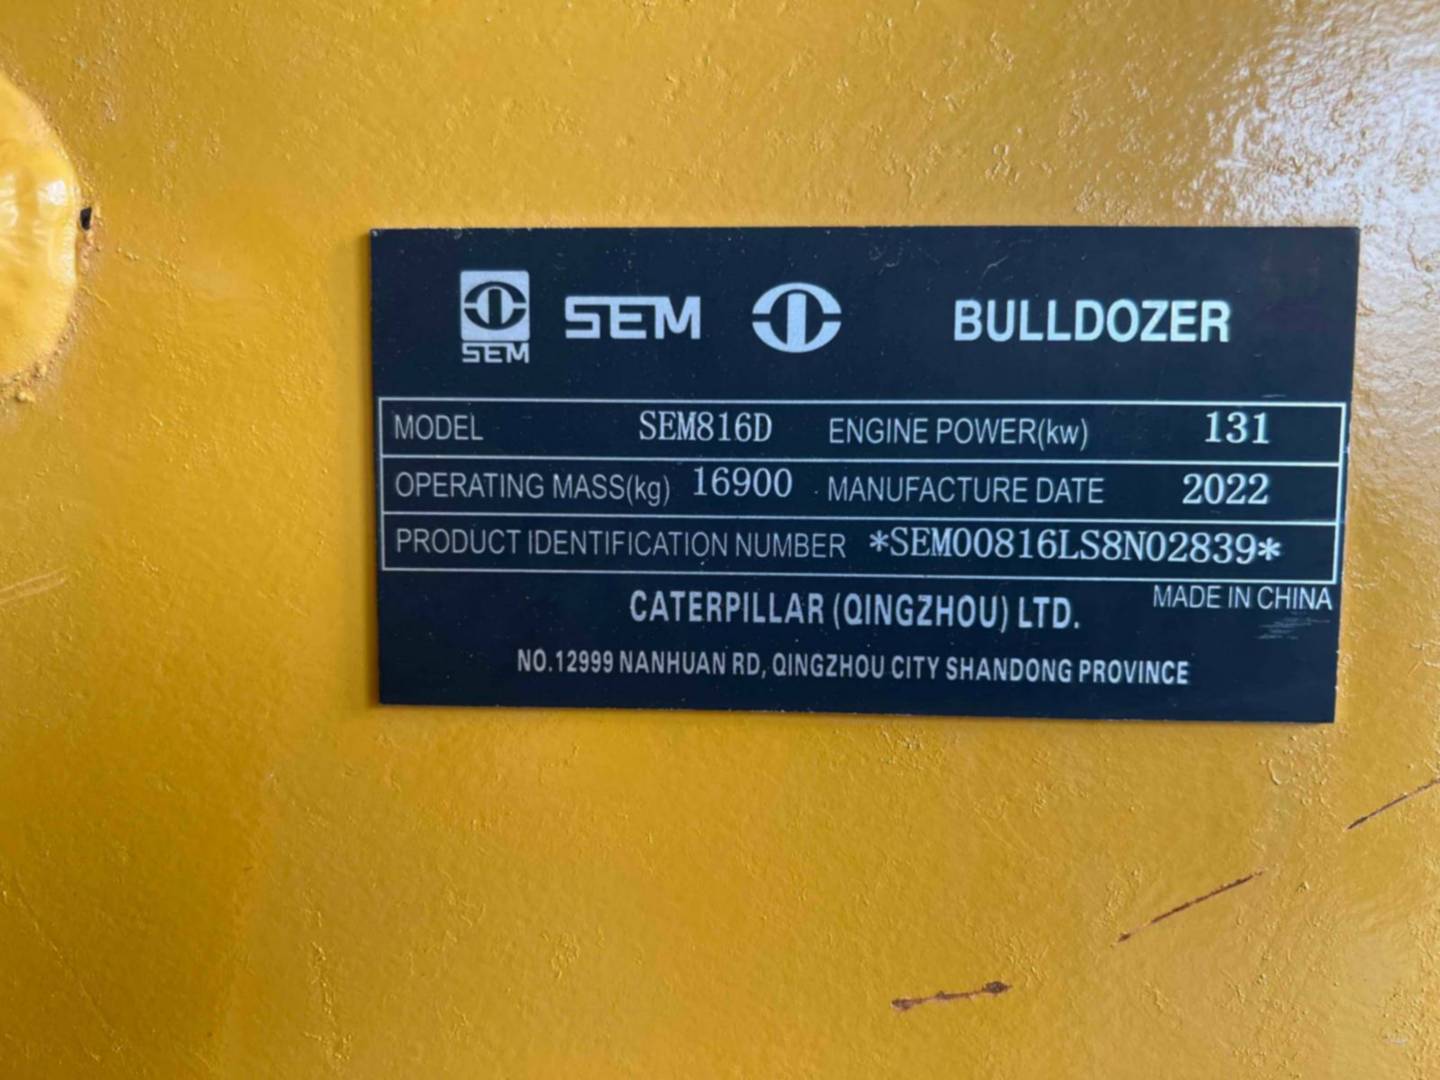 SEM SEM BULLDOZER
MODEL SEM816D ENGINE POWER(kw) 131
OPERATING MASS(kg) 16900 MANUFACTURE DATE 2022
PRODUCT IDENTIFICATION NUMBER *SEM00816LS8N02839*
MADE IN CHINA
CATERPILLAR (QINGZHOU) LTD.
NO.12999 NANHUAN RD, QINGZHOU CITY SHANDONG PROVINCE